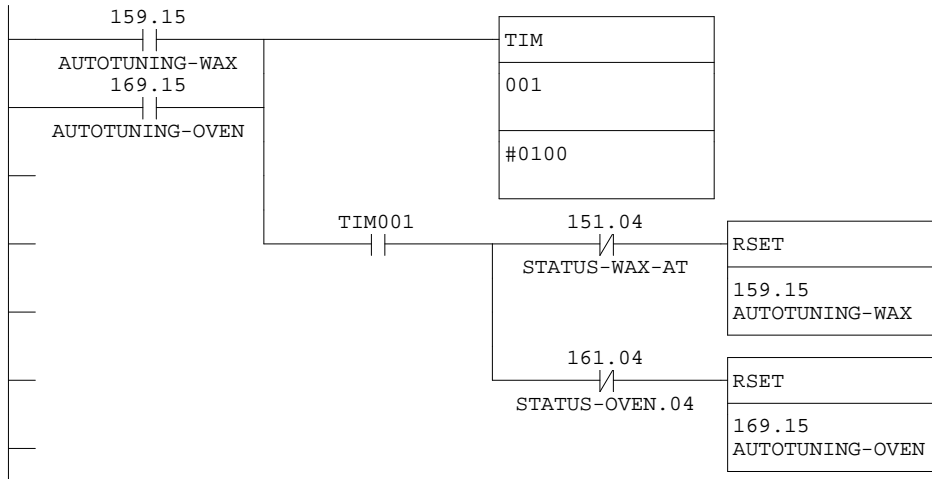 159.15
AUTOTUNING-WAX
169.15
AUTOTUNING-OVEN
TIM
001
#0100
TIM001
151.04
STATUS-WAX-AT
RSET
159.15
AUTOTUNING-WAX
161.04
STATUS-OVEN.04
RSET
169.15
AUTOTUNING-OVEN